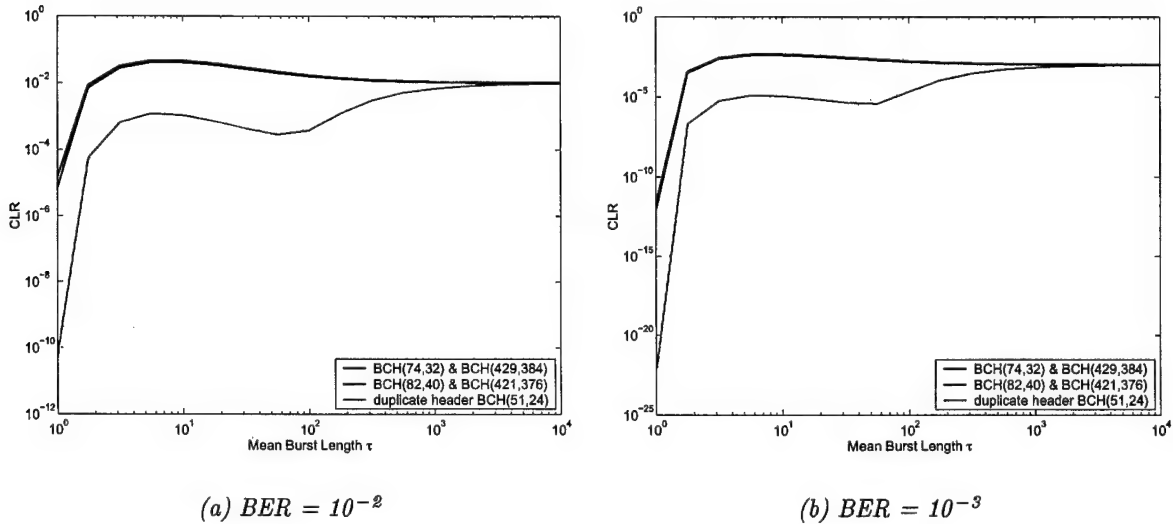 10^0
10^-2
10^-4
10^-6
10^-8
10^-10
10^-12
CLR
10^0
10^1
10^2
10^3
10^4
Mean Burst Length τ
BCH(74,32) & BCH(429,384)
BCH(82,40) & BCH(421,376)
duplicate header BCH(51,24)
(a) BER = 10^-2
10^0
10^-5
10^-10
10^-15
10^-20
10^-25
CLR
10^0
10^1
10^2
10^3
10^4
Mean Burst Length τ
BCH(74,32) & BCH(429,384)
BCH(82,40) & BCH(421,376)
duplicate header BCH(51,24)
(b) BER = 10^-3